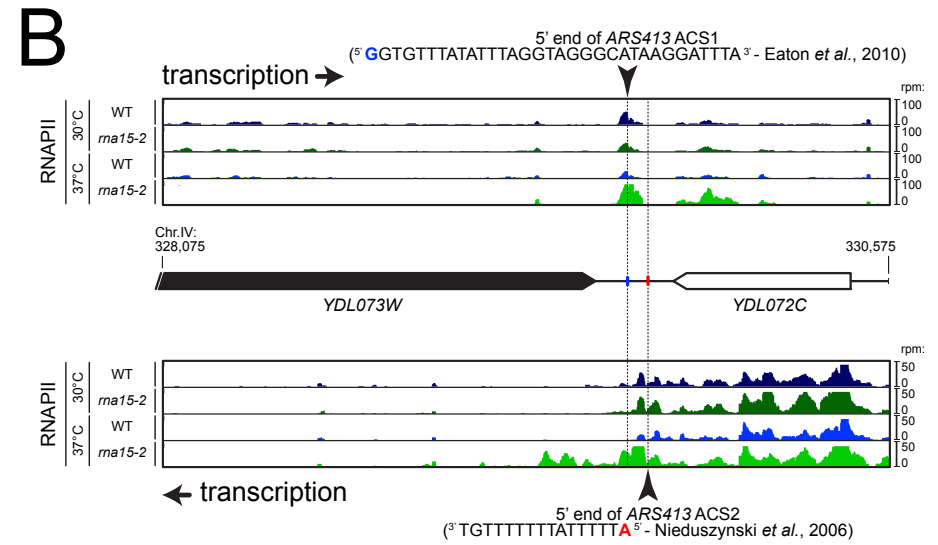 B
5' end of ARS413 ACS1
(5' GGTGTTTATATTTAGGTAGGGCATAAGGATTTA 3' - Eaton et al., 2010)
transcription
rpm:
RNAPII
30°C
WT
100
0
rna15-2
100
0
37°C
WT
100
0
rna15-2
100
0
Chr.IV:
328,075
330,575
YDL073W
YDL072C
rpm:
RNAPII
30°C
WT
50
0
rna15-2
50
0
37°C
WT
50
0
rna15-2
50
0
transcription
5' end of ARS413 ACS2
(3' TGTTTTTTTATTTTTA 5' - Nieduszynski et al., 2006)